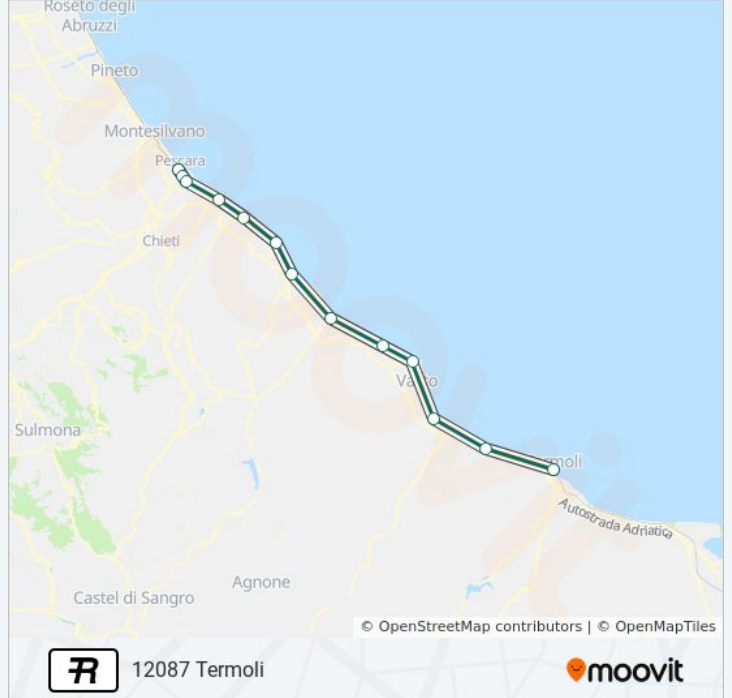 Roseto degli
Abruzzi
Pineto
Montesilvano
Pescara
Chieti
Vasto
Sulmona
Termoli
Autostrada Adriatica
Agnone
Castel di Sangro
© OpenStreetMap contributors | © OpenMapTiles
R 12087 Termoli
moovit